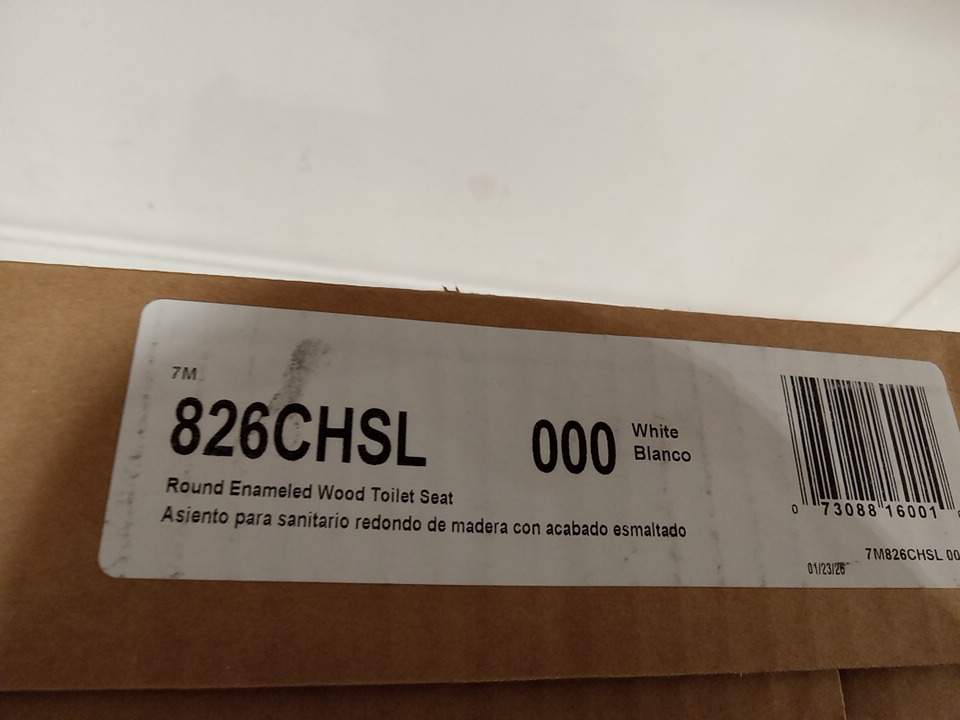 7M
826CHSL
000
White
Blanco
Round Enameled Wood Toilet Seat
Asiento para sanitario redondo de madera con acabado esmaltado
0 73088 16001
7M826CHSL 00
01/23/26